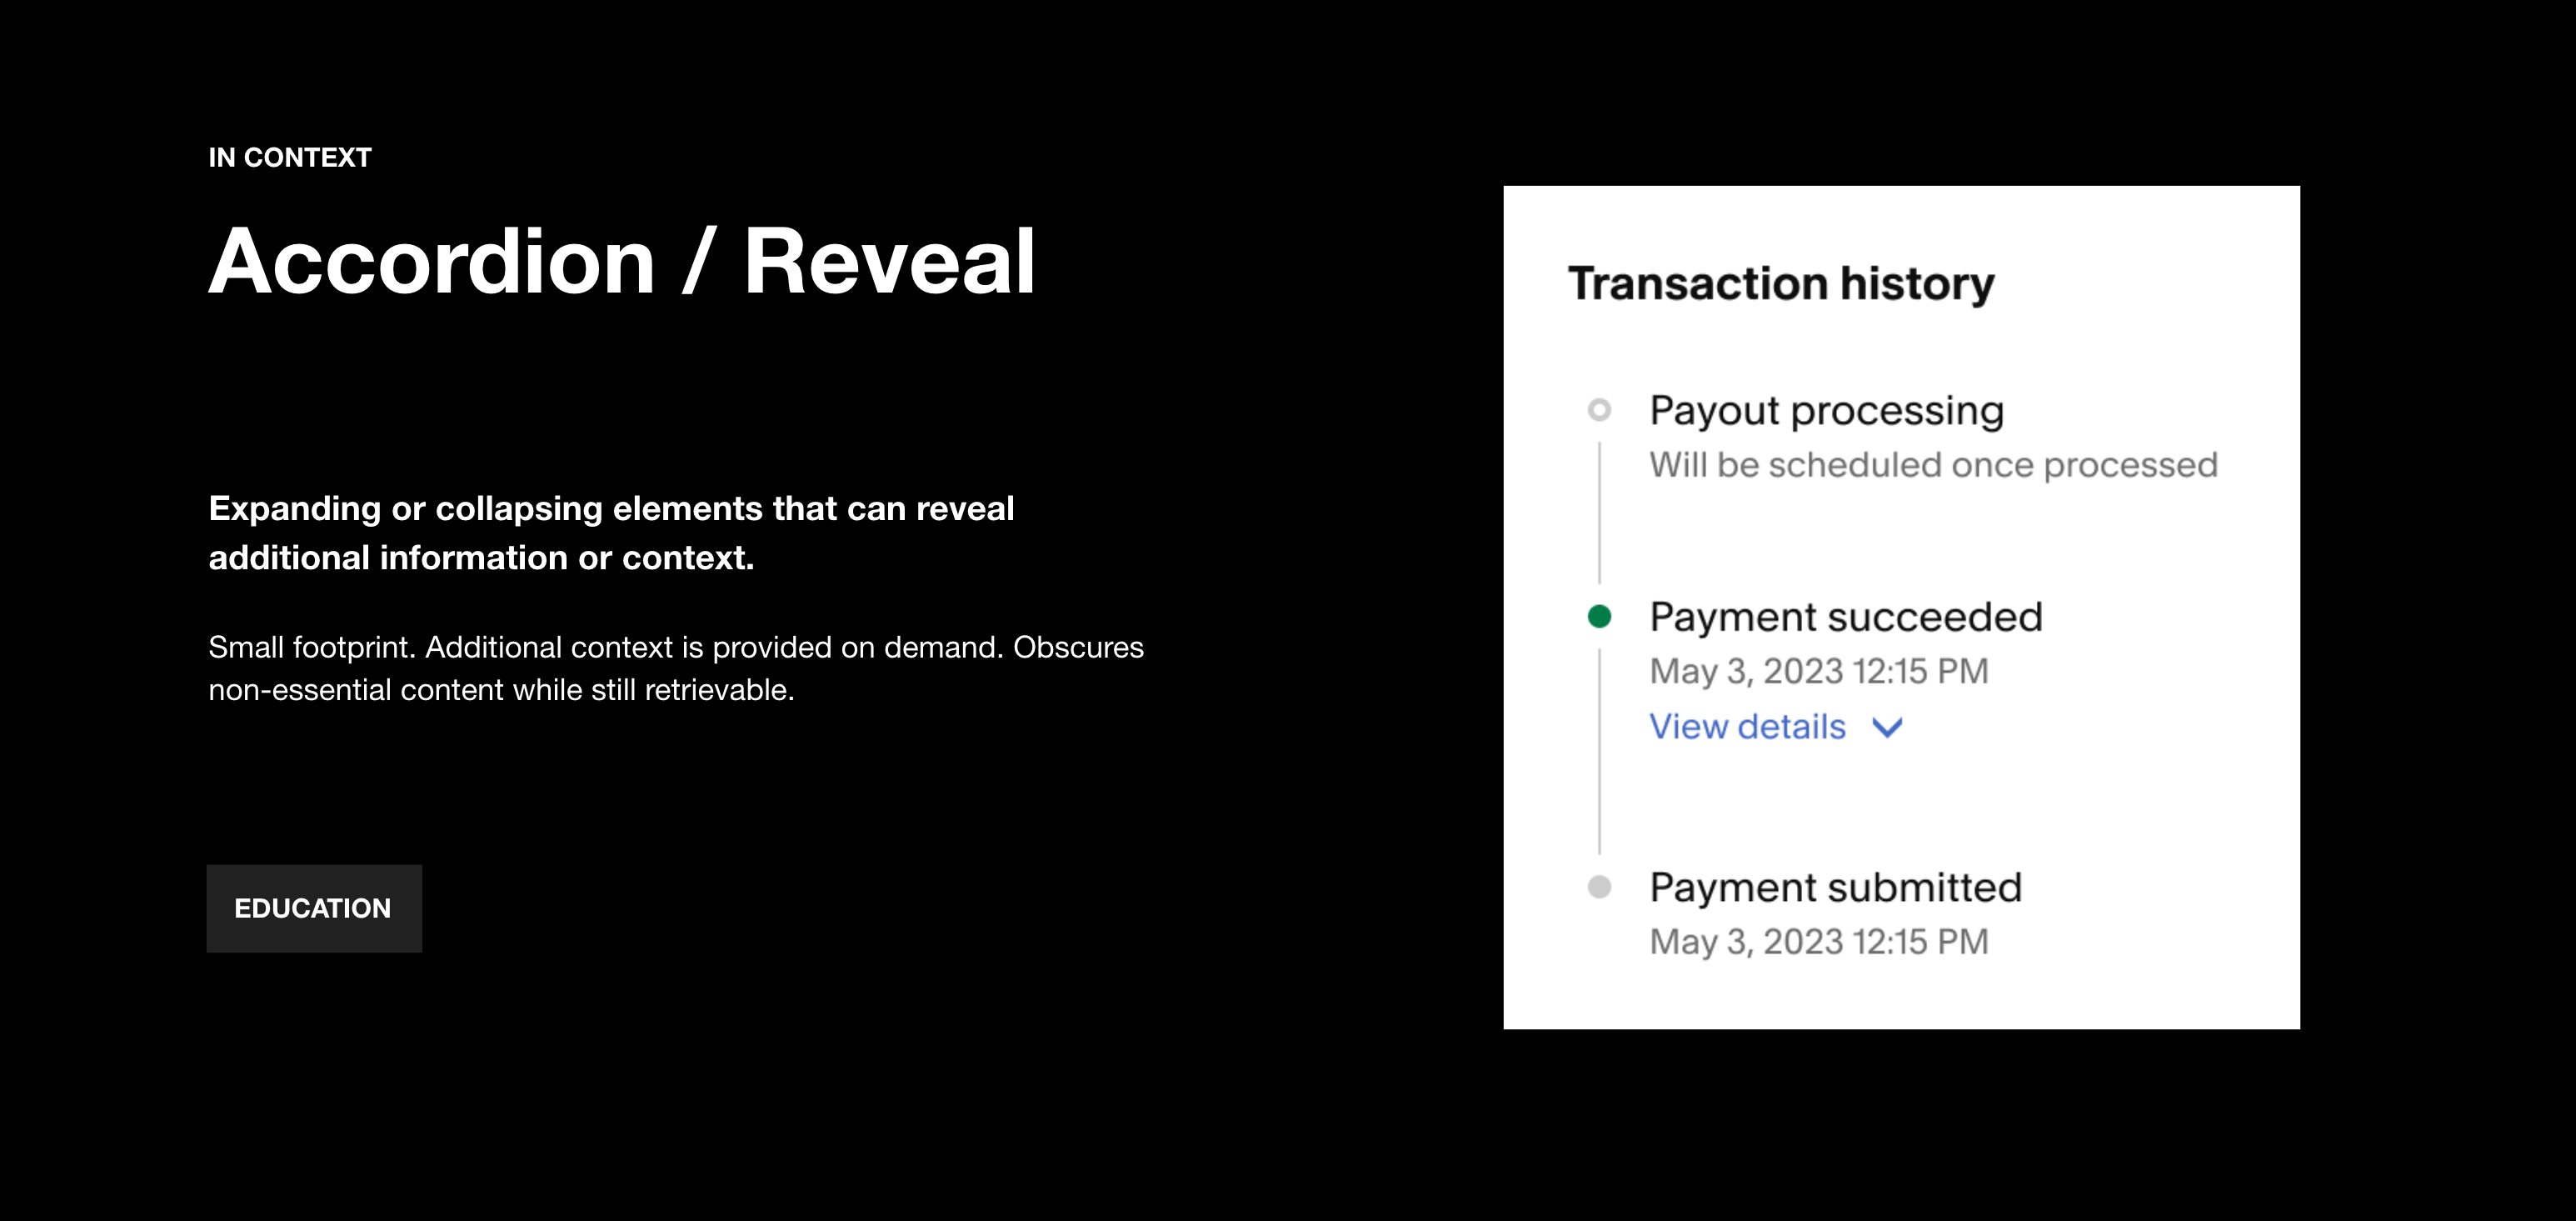 IN CONTEXT
Accordion / Reveal
Expanding or collapsing elements that can reveal
additional information or context.
Small footprint. Additional context is provided on demand. Obscures
non-essential content while still retrievable.
EDUCATION
Transaction history
Payout processing
Will be scheduled once processed
Payment succeeded
May 3, 2023 12:15 PM
View details
Payment submitted
May 3, 2023 12:15 PM